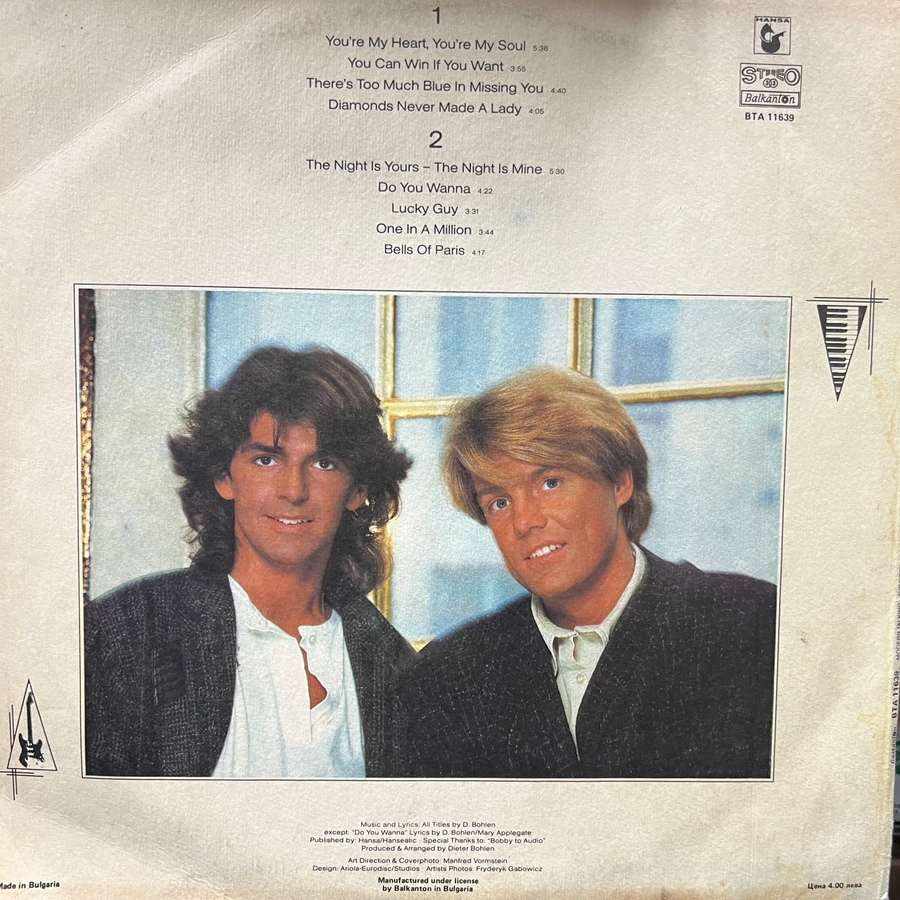 1
You're My Heart, You're My Soul 5:36
You Can Win If You Want 3:55
There's Too Much Blue In Missing You 4:40
Diamonds Never Made A Lady 4:05
2
The Night Is Yours – The Night Is Mine 5:30
Do You Wanna 4:22
Lucky Guy 3:31
One In A Million 3:44
Bells Of Paris 4:17
HANSA
STEREO
33
Balkanton
BTA 11639
Music and Lyrics: All Titles by D. Bohlen
except: "Do You Wanna" Lyrics by D. Bohlen/Mary Applegate
Published by: Hansa/Hanseatic · Special Thanks to: "Bobby to Audio"
Produced & Arranged by Dieter Bohlen
Art Direction & Coverphoto: Manfred Vormstein
Design: Ariola-Eurodisc/Studios · Artists Photos: Fryderyk Gabowicz
Manufactured under license
by Balkanton in Bulgaria
Made in Bulgaria
Цена 4.00 лева
BTA 11639